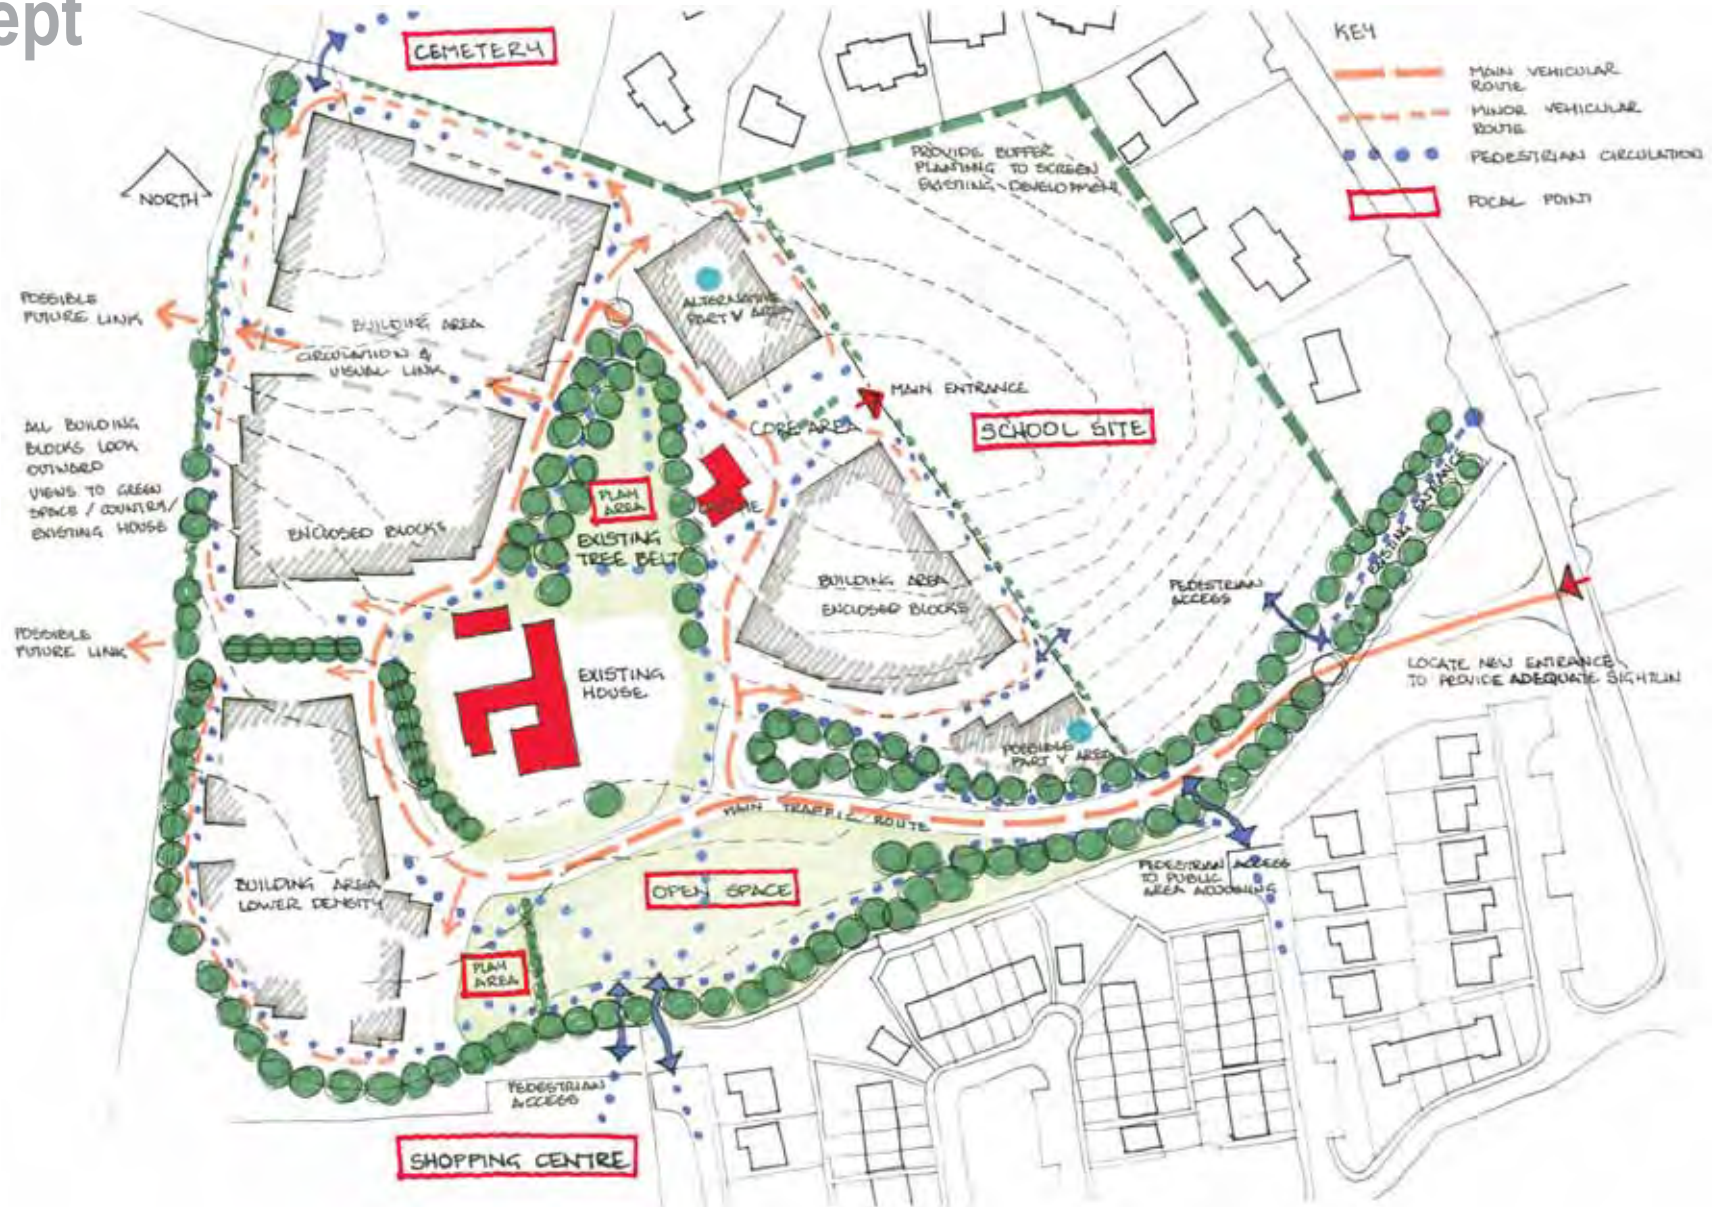 ept
CEMETERY
KEY
MAIN VEHICULAR
ROUTE
MINOR VEHICULAR
ROUTE
PEDESTRIAN CIRCULATION
FOCAL POINT
NORTH
PROVIDE BUFFER
PLANTING TO SCREEN
EXISTING DEVELOPMENT
POSSIBLE
FUTURE LINK
BUILDING AREA
CIRCULATION &
VISUAL LINK
ALTERNATIVE
PART V AREA
MAIN ENTRANCE
CORE AREA
SCHOOL SITE
ALL BUILDING
BLOCKS LOOK
OUTWARD
VIEWS TO GREEN
SPACE / COUNTRY /
EXISTING HOUSE
ENCLOSED BLOCKS
PLAY
AREA
EXISTING
TREE BELT
EXISTING ENTRANCE
BUILDING AREA
ENCLOSED BLOCKS
PEDESTRIAN
ACCESS
POSSIBLE
FUTURE LINK
EXISTING
HOUSE
LOCATE NEW ENTRANCE
TO PROVIDE ADEQUATE SIGHTLIN
POSSIBLE
PART V AREA
MAIN TRAFFIC ROUTE
BUILDING AREA
LOWER DENSITY
OPEN SPACE
PEDESTRIAN ACCESS
TO PUBLIC
AREA ADJOINING
PLAY
AREA
PEDESTRIAN
ACCESS
SHOPPING CENTRE